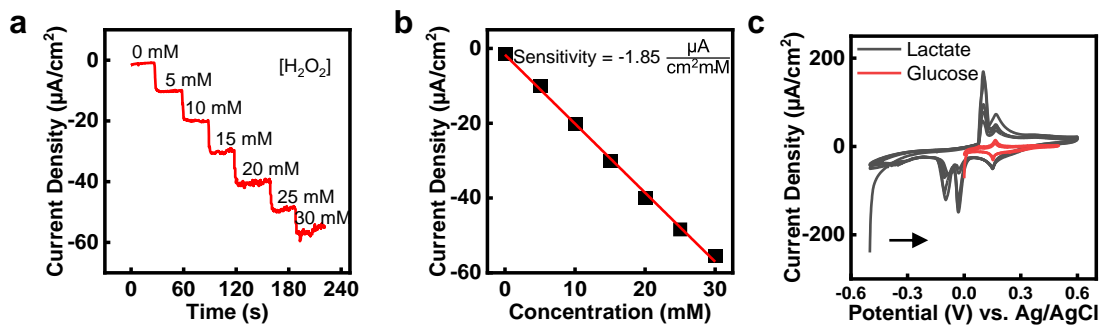 a
Current Density (µA/cm²)
0
-20
-40
-60
0 mM
5 mM
10 mM
15 mM
20 mM
25 mM
30 mM
[H₂O₂]
0 60 120 180 240
Time (s)
b
Current Density (µA/cm²)
0
-20
-40
-60
Sensitivity = -1.85 µA/cm²mM
0 10 20 30
Concentration (mM)
c
Current Density (µA/cm²)
200
0
-200
Lactate
Glucose
-0.6 -0.3 0.0 0.3 0.6
Potential (V) vs. Ag/AgCl